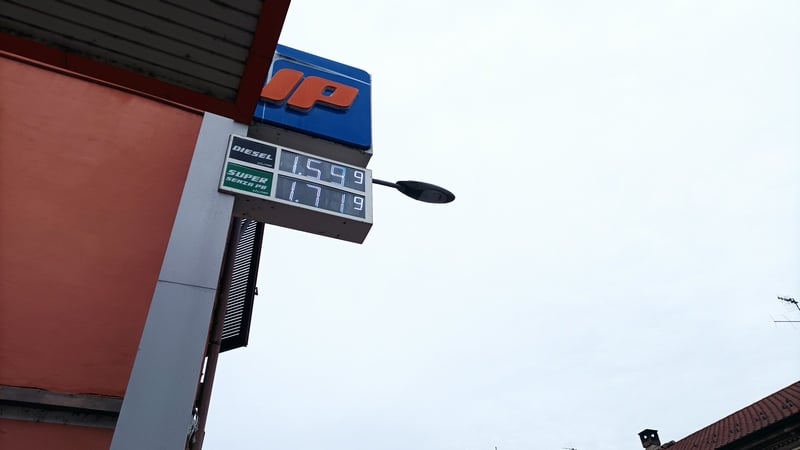 IP
DIESEL
1.599
SUPER
SENZA PB
1.719